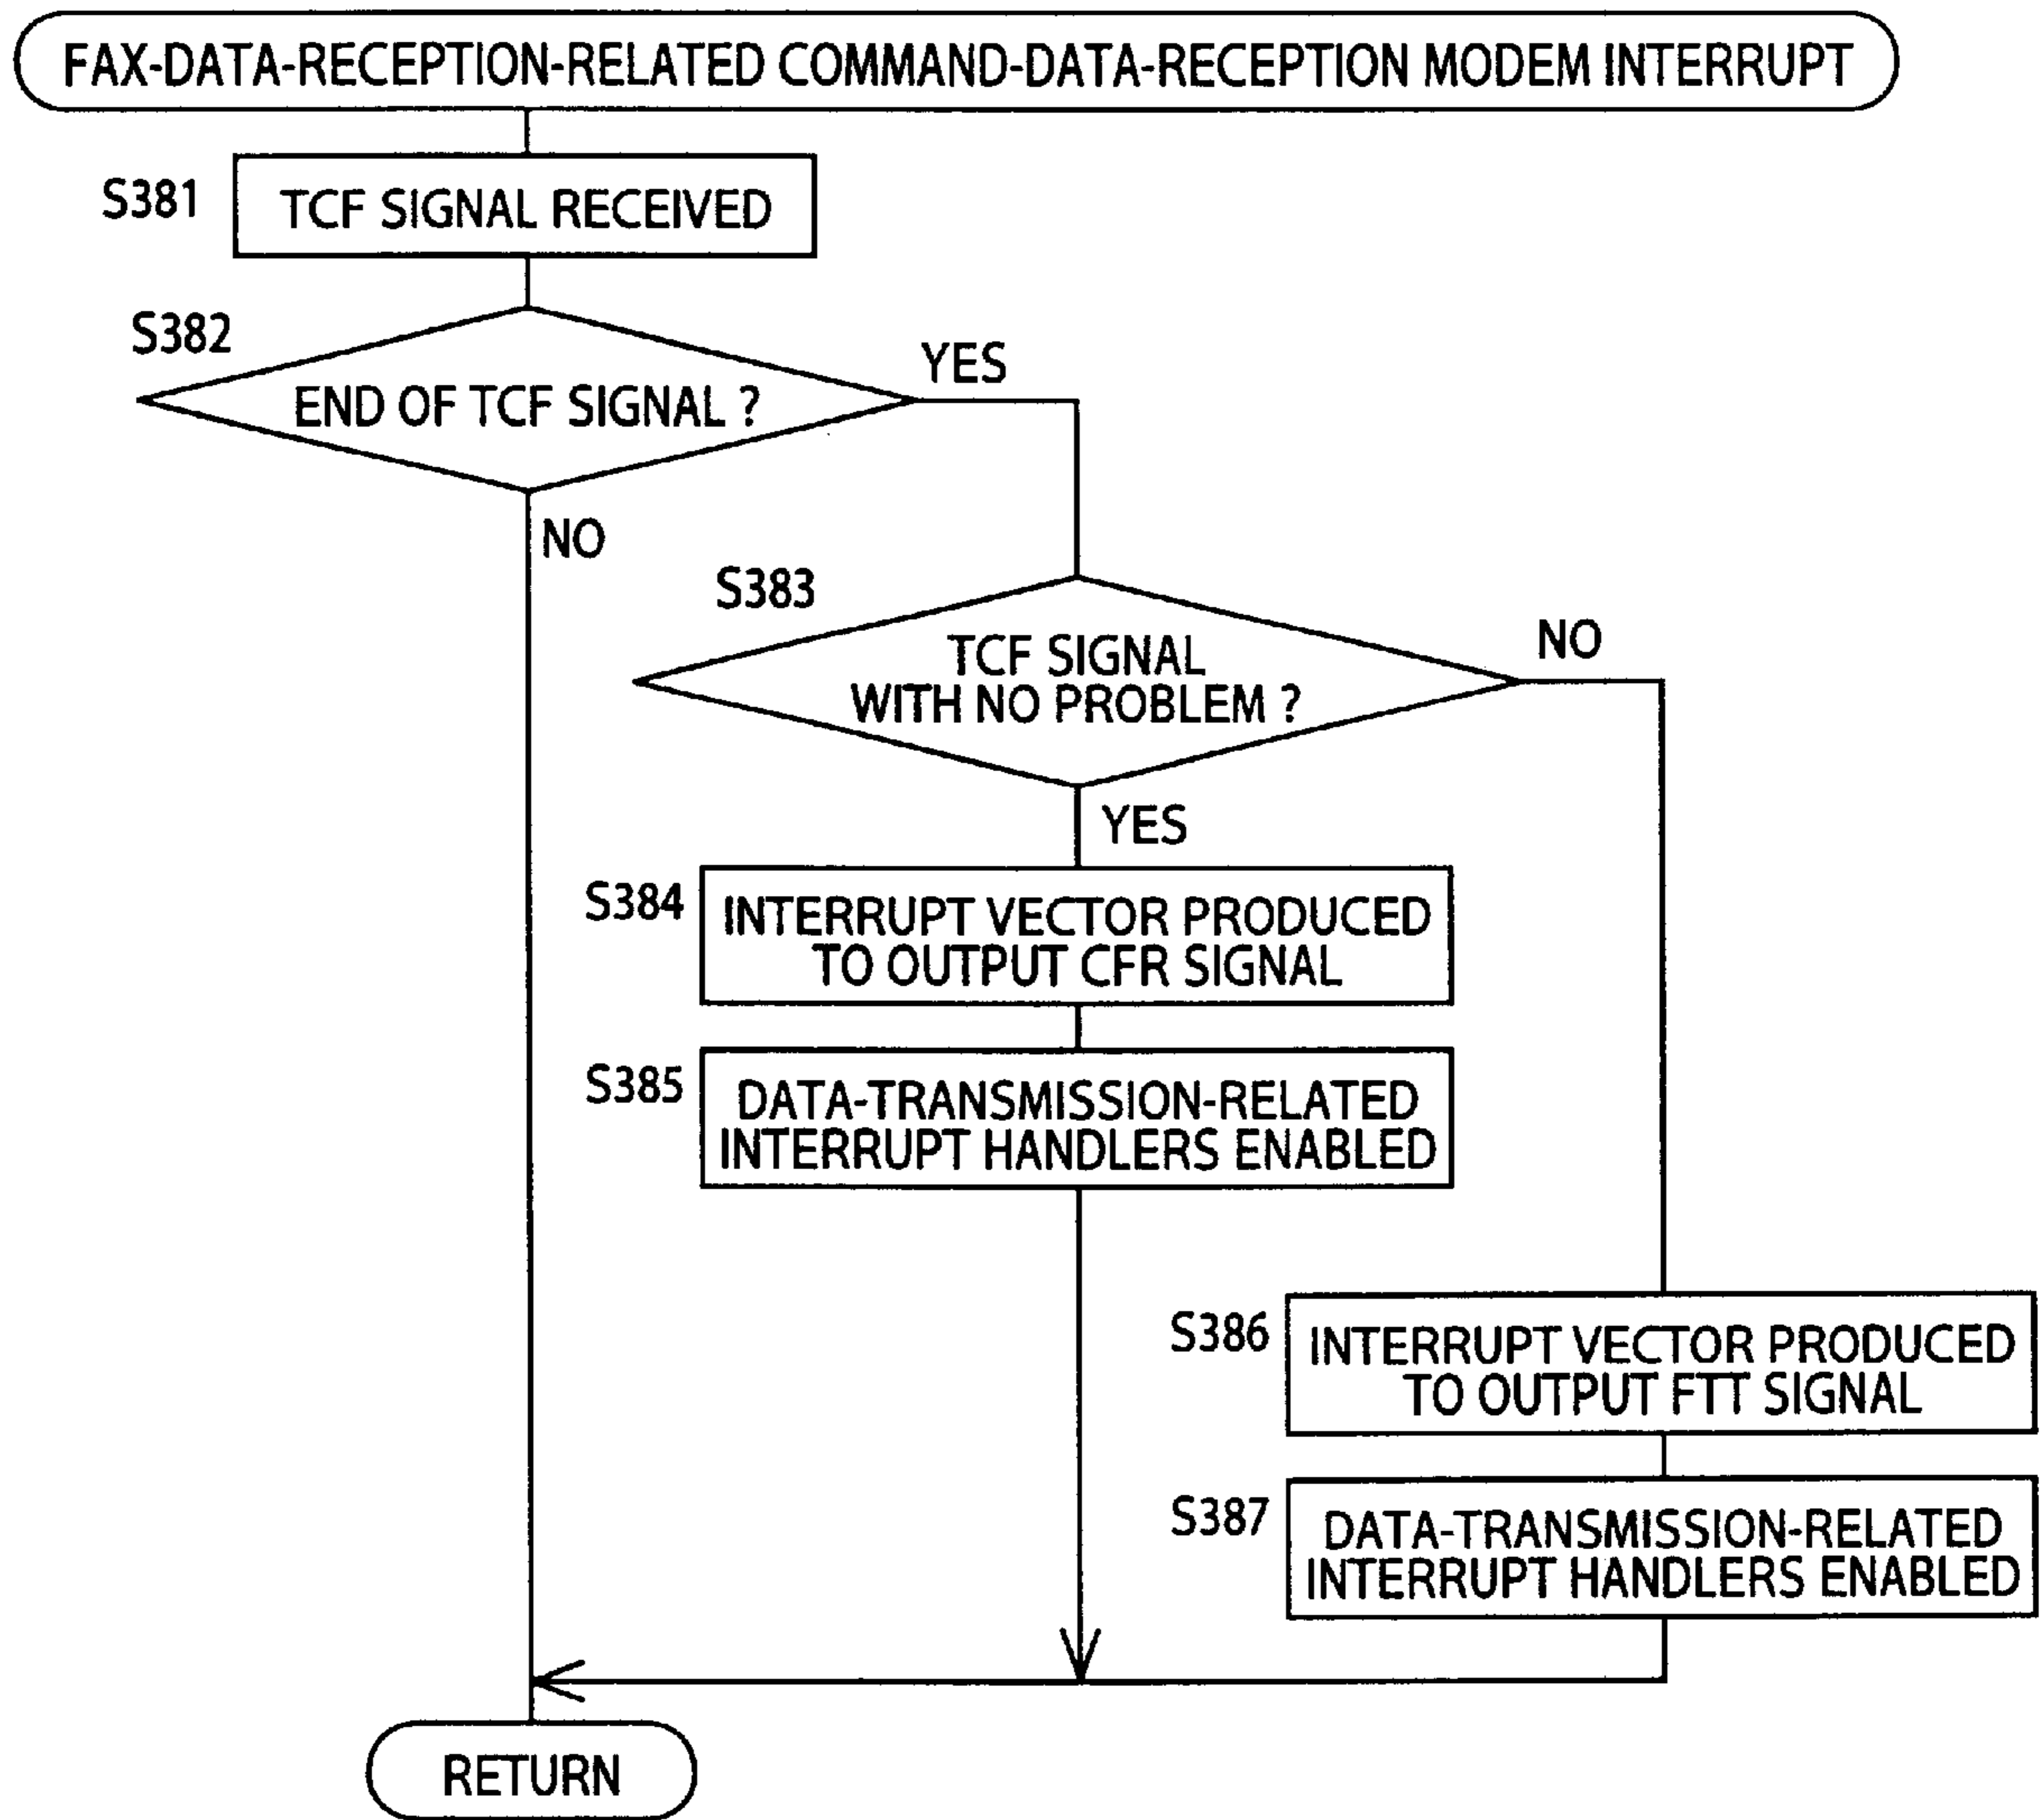 FAX-DATA-RECEPTION-RELATED COMMAND-DATA-RECEPTION MODEM INTERRUPT
S381
TCF SIGNAL RECEIVED
S382
END OF TCF SIGNAL ?
YES
NO
S383
TCF SIGNAL
WITH NO PROBLEM ?
NO
YES
S384
INTERRUPT VECTOR PRODUCED
TO OUTPUT CFR SIGNAL
S385
DATA-TRANSMISSION-RELATED
INTERRUPT HANDLERS ENABLED
S386
INTERRUPT VECTOR PRODUCED
TO OUTPUT FTT SIGNAL
S387
DATA-TRANSMISSION-RELATED
INTERRUPT HANDLERS ENABLED
RETURN